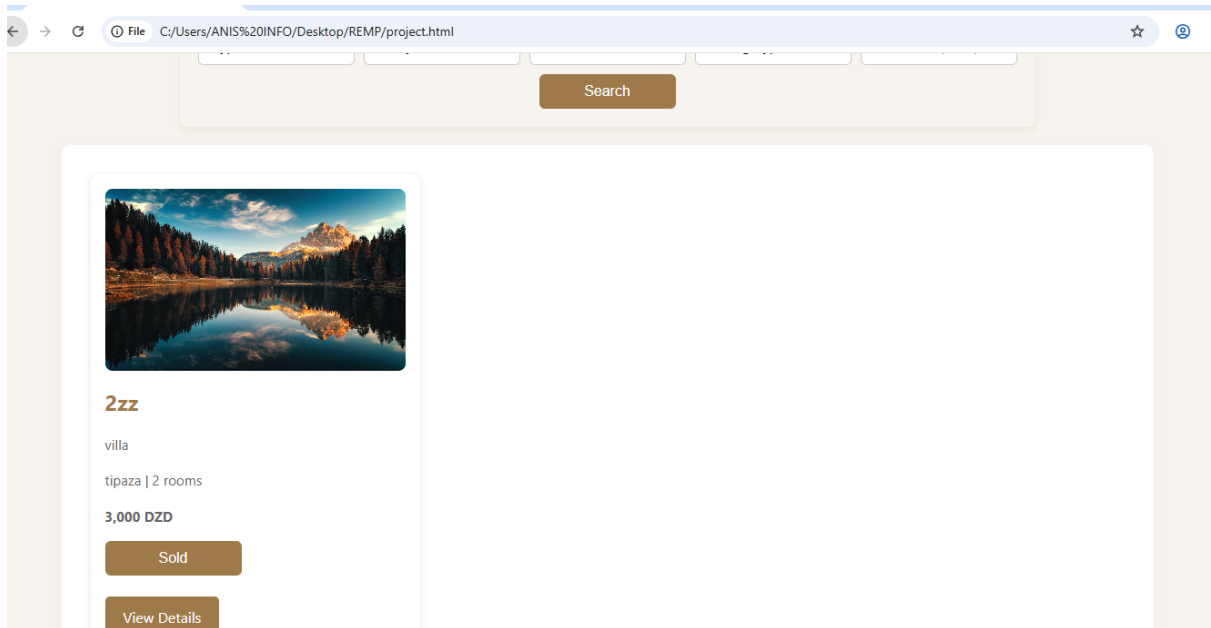 File C:/Users/ANIS%20INFO/Desktop/REMP/project.html
Search
2zz
villa
tipaza | 2 rooms
3,000 DZD
Sold
View Details